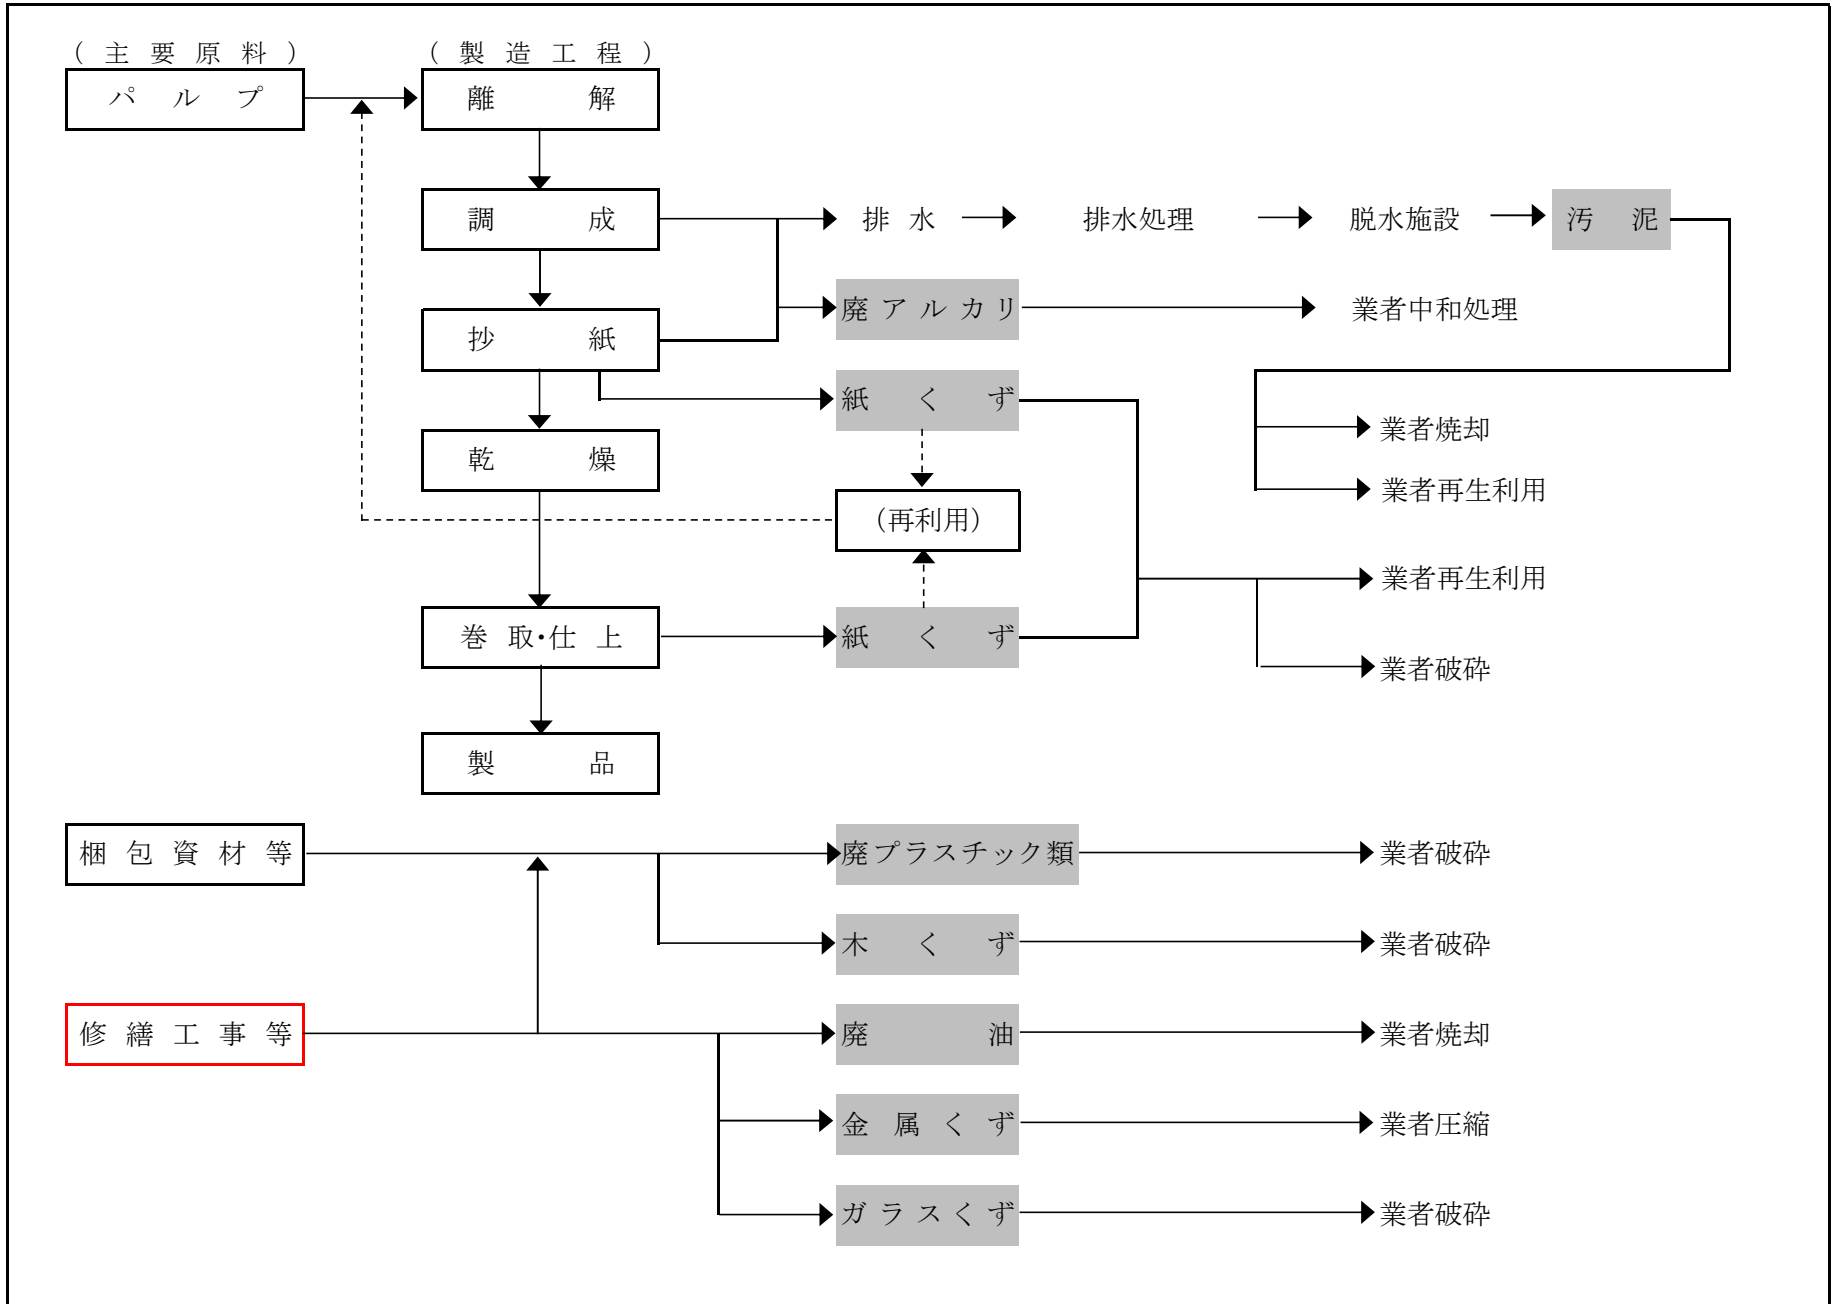 (主要原料)
(製造工程)
パルプ
離解
調成
排水
排水処理
脱水施設
汚泥
廃アルカリ
業者中和処理
抄紙
紙くず
業者焼却
乾燥
業者再生利用
(再利用)
業者再生利用
巻取・仕上
紙くず
業者破砕
製品
梱包資材等
廃プラスチック類
業者破砕
木くず
業者破砕
修繕工事等
廃油
業者焼却
金属くず
業者圧縮
ガラスくず
業者破砕